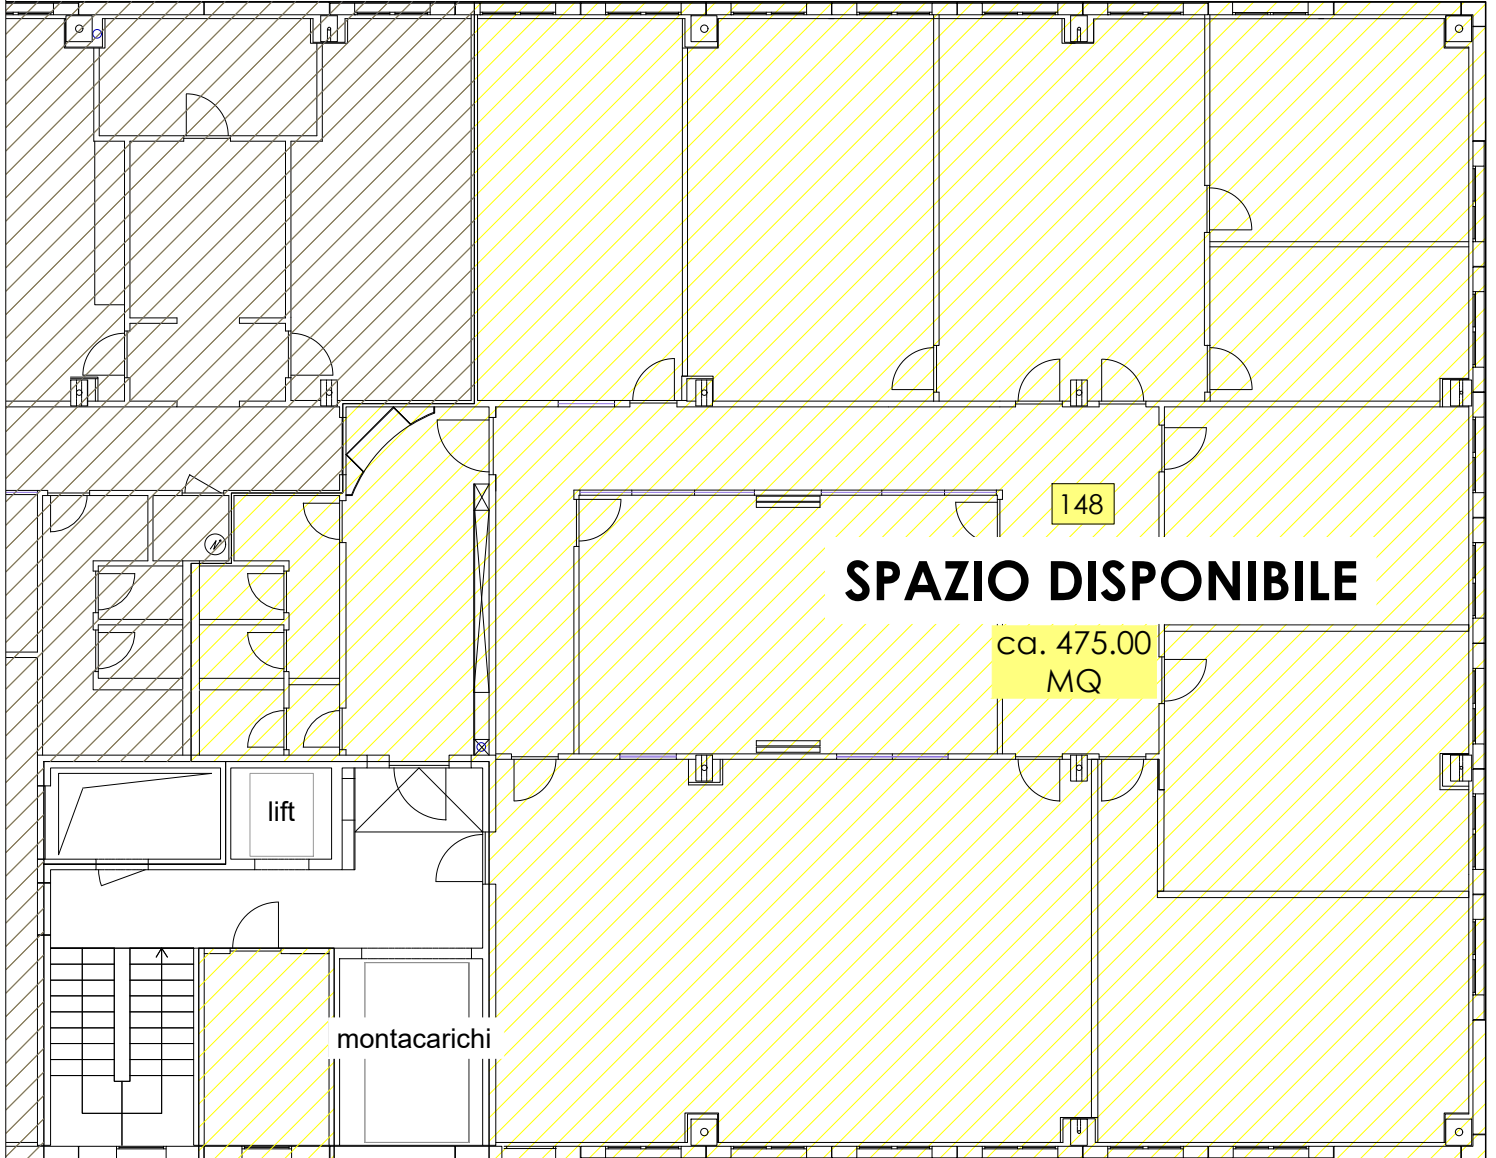 148
SPAZIO DISPONIBILE
ca. 475.00
MQ
lift
montacarichi